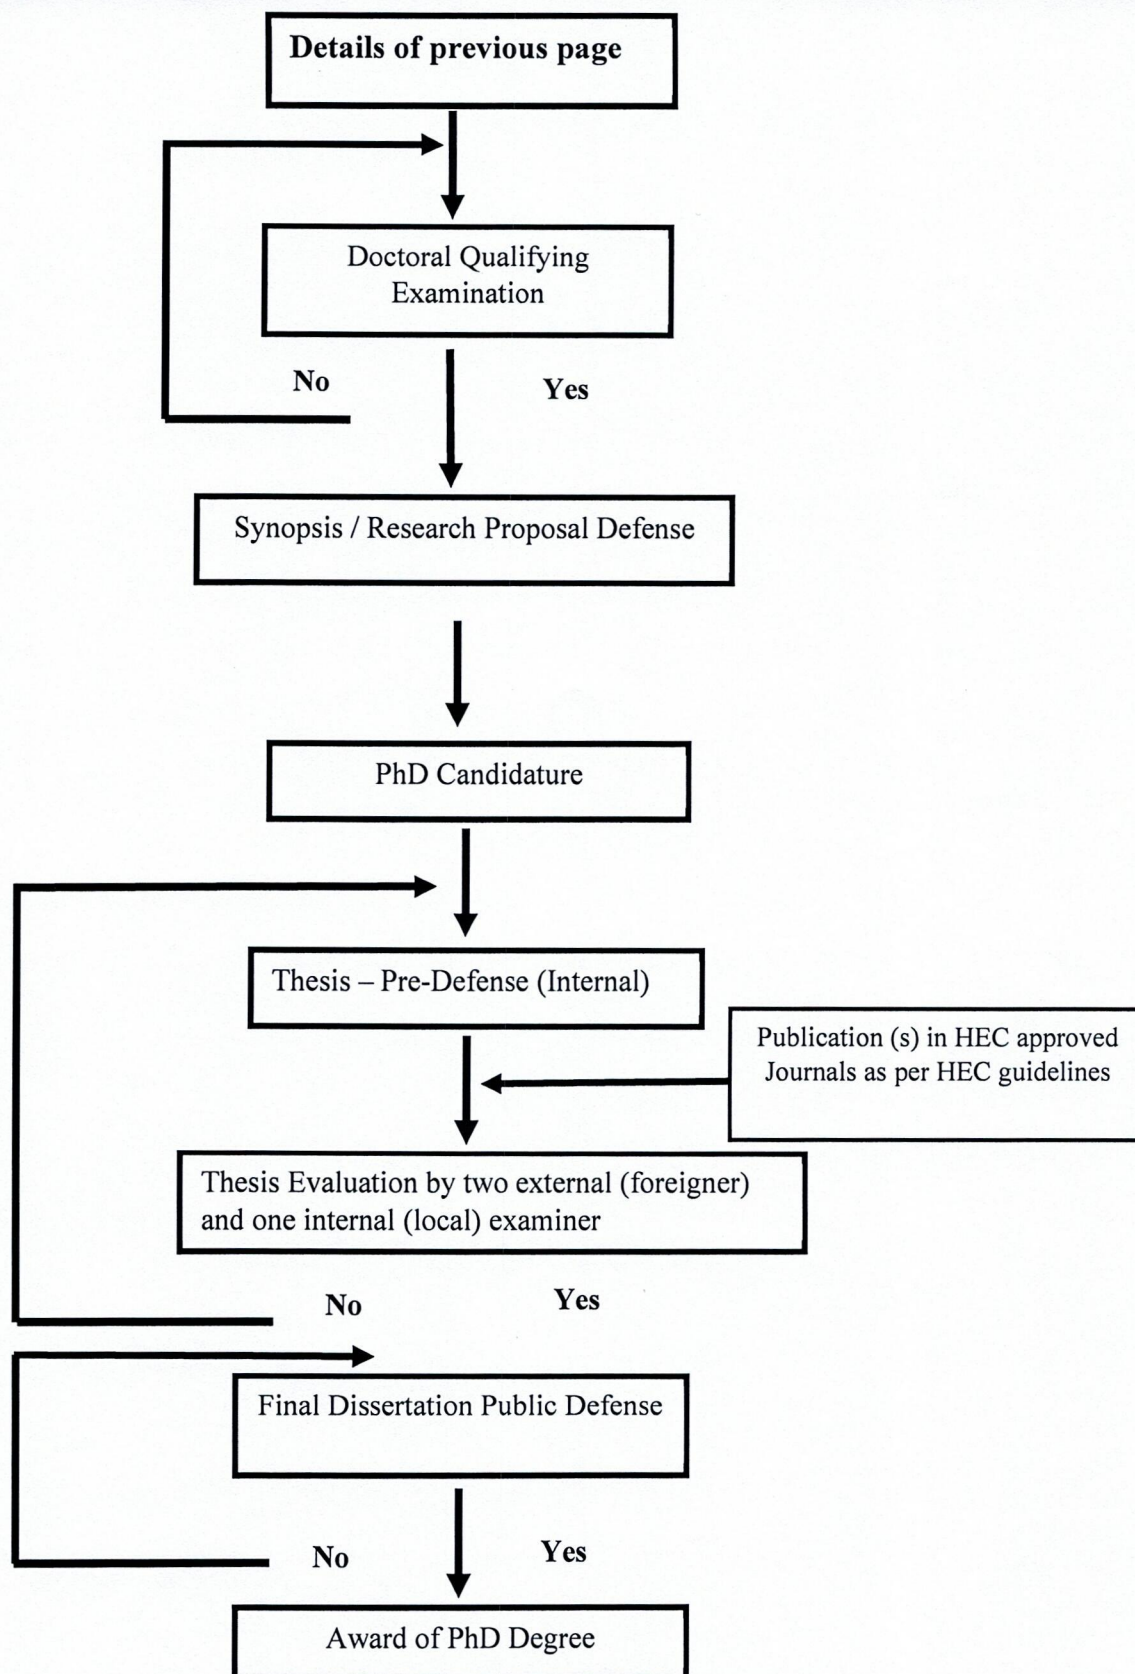 Details of previous page
Doctoral Qualifying
Examination
No
Yes
Synopsis / Research Proposal Defense
PhD Candidature
Thesis – Pre-Defense (Internal)
Publication (s) in HEC approved
Journals as per HEC guidelines
Thesis Evaluation by two external (foreigner)
and one internal (local) examiner
No
Yes
Final Dissertation Public Defense
No
Yes
Award of PhD Degree